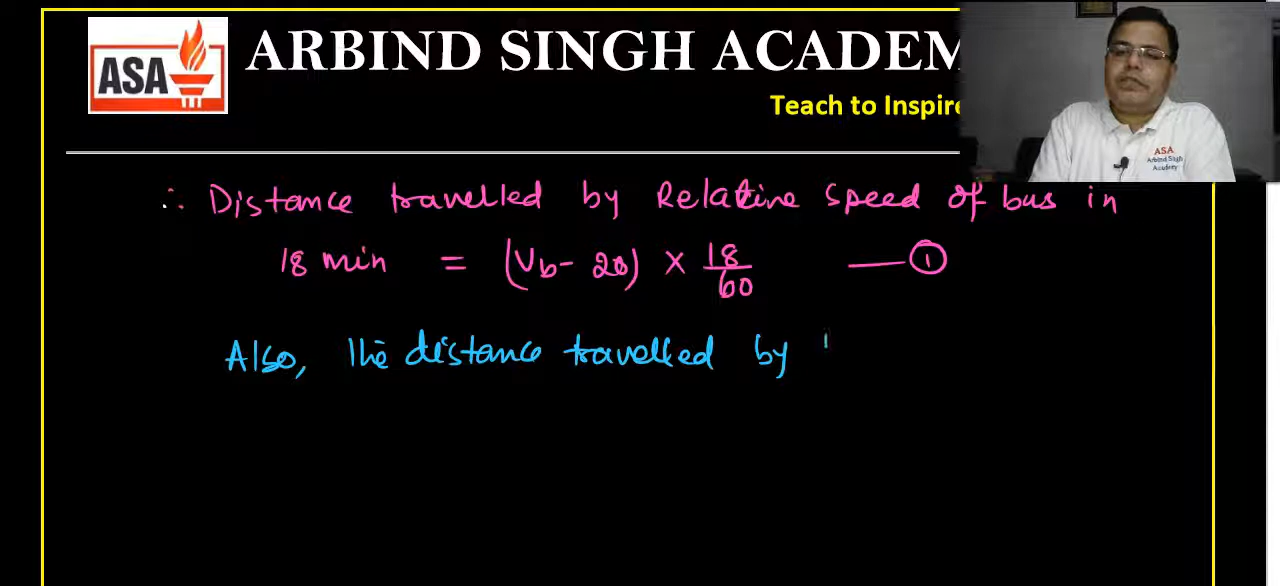 ASA
ARBIND SINGH ACADEM
Teach to Inspire
ASA
Arbind Singh
Academy
∴ Distance travelled by Relative speed of bus in
18 min = (Vb - 20) × 18/60 —— ①
Also, the distance travelled by